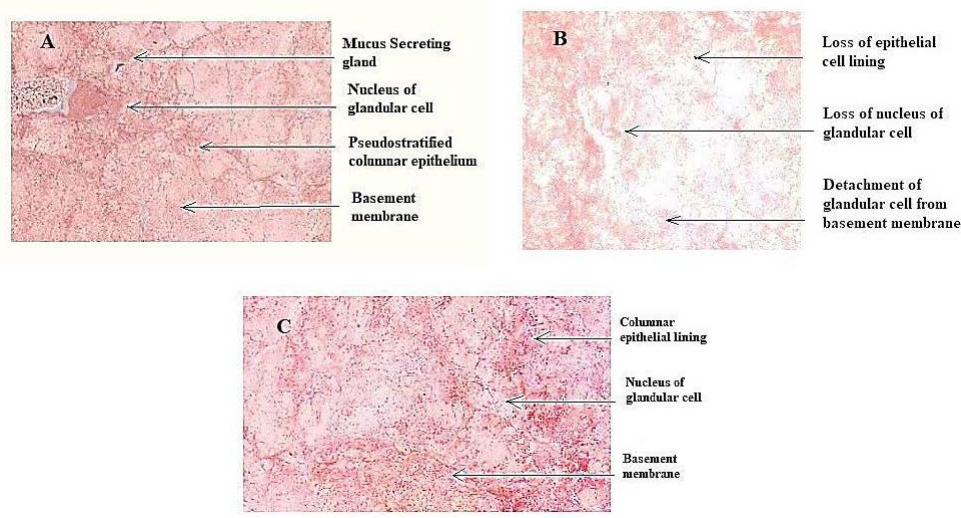 A
Mucus Secreting
gland
Nucleus of
glandular cell
Pseudostratified
columnar epithelium
Basement
membrane
B
Loss of epithelial
cell lining
Loss of nucleus of
glandular cell
Detachment of
glandular cell from
basement membrane
C
Columnar
epithelial lining
Nucleus of
glandular cell
Basement
membrane